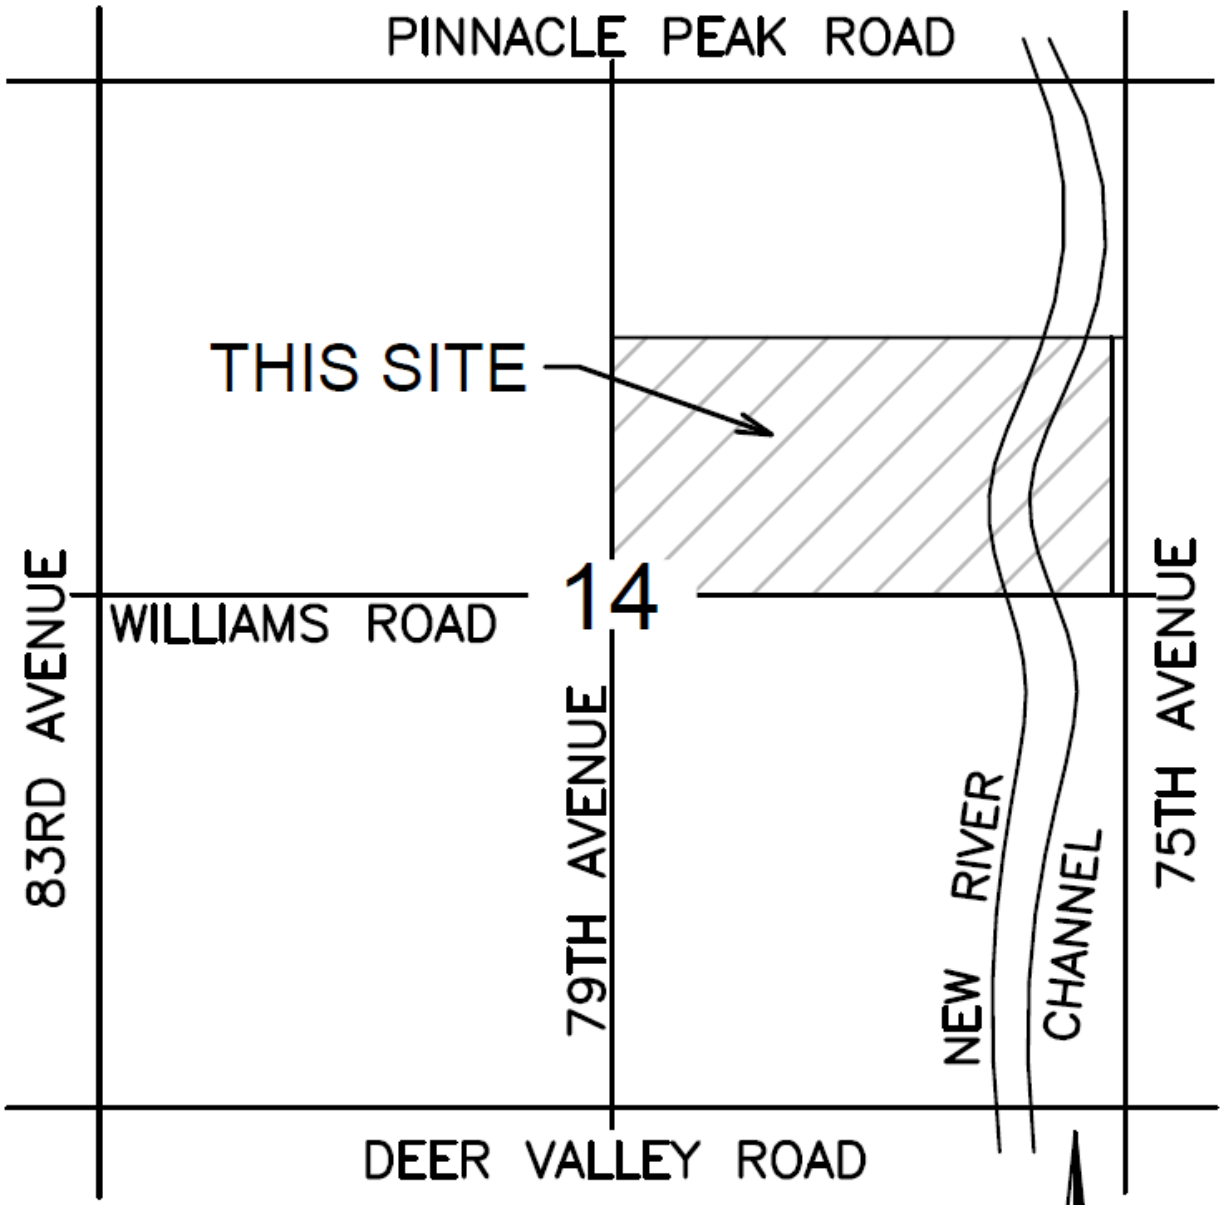 PINNACLE PEAK ROAD
THIS SITE
14
WILLIAMS ROAD
83RD AVENUE
79TH AVENUE
75TH AVENUE
NEW RIVER
CHANNEL
DEER VALLEY ROAD